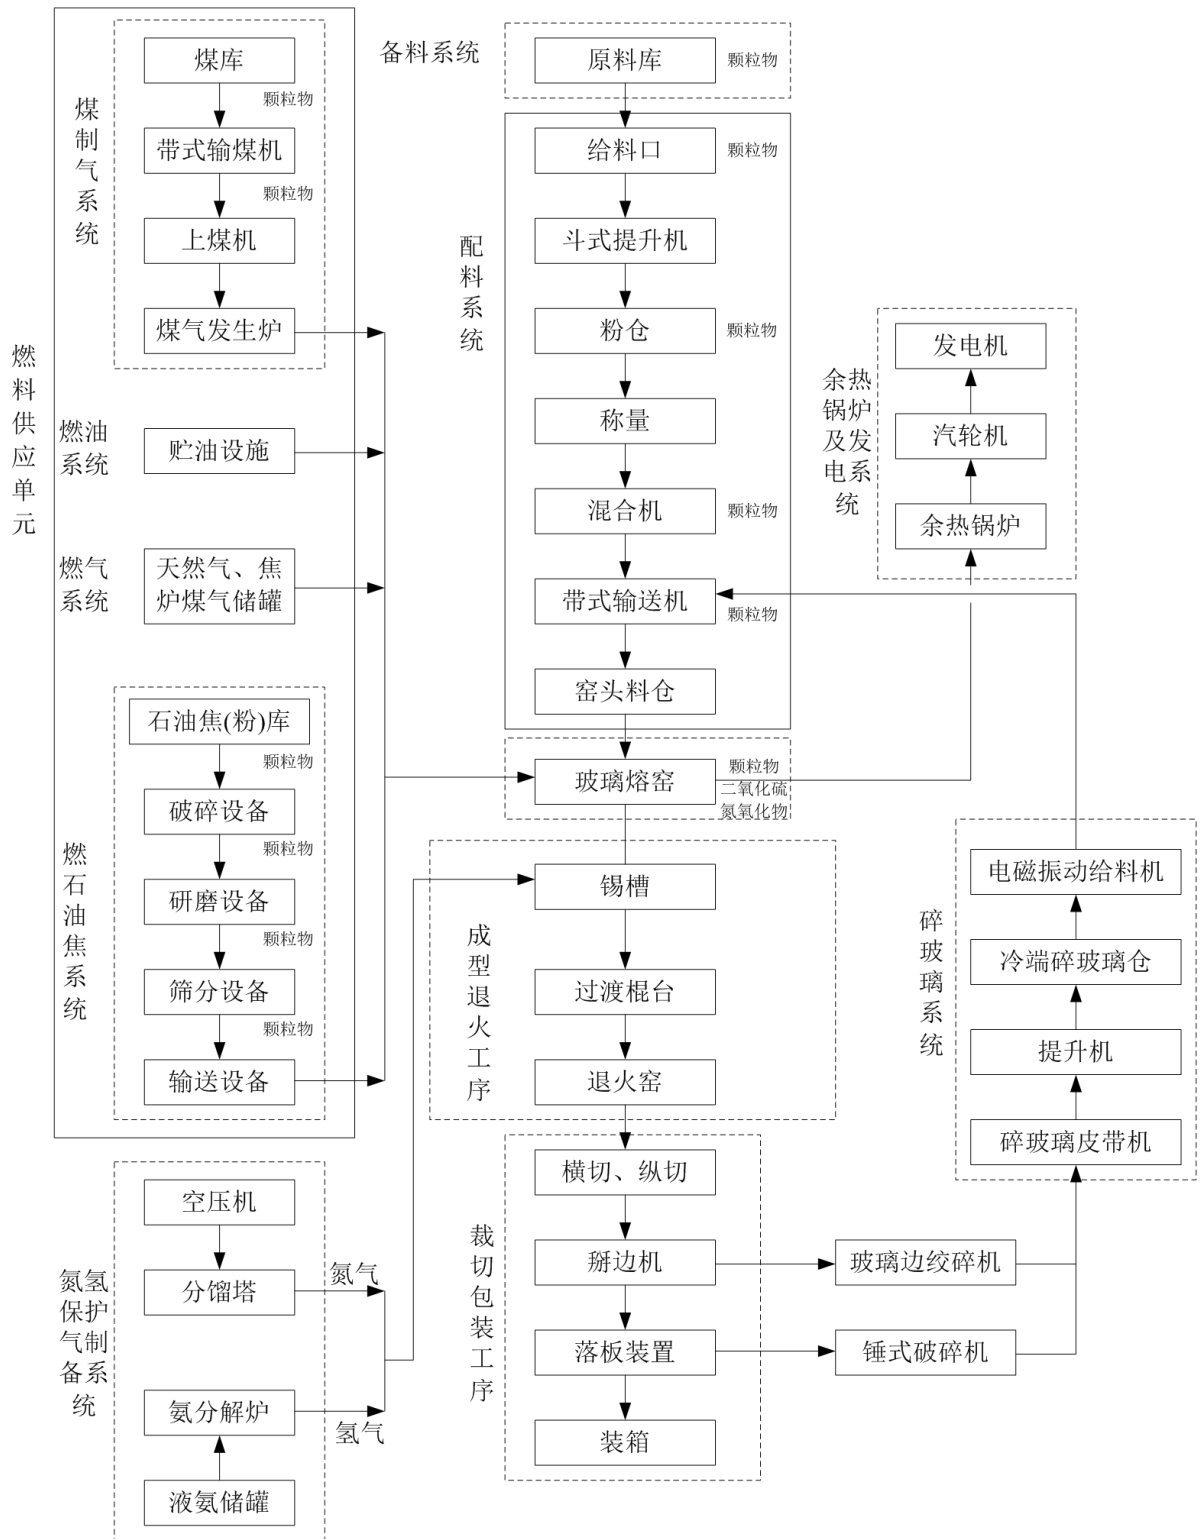 燃料供应单元
煤制气系统
煤库
颗粒物
带式输煤机
颗粒物
上煤机
煤气发生炉
燃油
系统
贮油设施
燃气
系统
天然气、焦
炉煤气储罐
燃石油焦系统
石油焦(粉)库
颗粒物
破碎设备
颗粒物
研磨设备
颗粒物
筛分设备
颗粒物
输送设备
氮氢
保护
气制
备系
统
空压机
分馏塔
氮气
氨分解炉
氢气
液氨储罐
备料系统
原料库
颗粒物
配料系统
给料口
颗粒物
斗式提升机
粉仓
颗粒物
称量
混合机
颗粒物
带式输送机
颗粒物
窑头料仓
玻璃熔窑
颗粒物
二氧化硫
氮氧化物
成型退火工序
锡槽
过渡棍台
退火窑
裁切包装工序
横切、纵切
掰边机
落板装置
装箱
玻璃边绞碎机
锤式破碎机
余热
锅炉
及发
电系
统
发电机
汽轮机
余热锅炉
碎玻璃系统
电磁振动给料机
冷端碎玻璃仓
提升机
碎玻璃皮带机